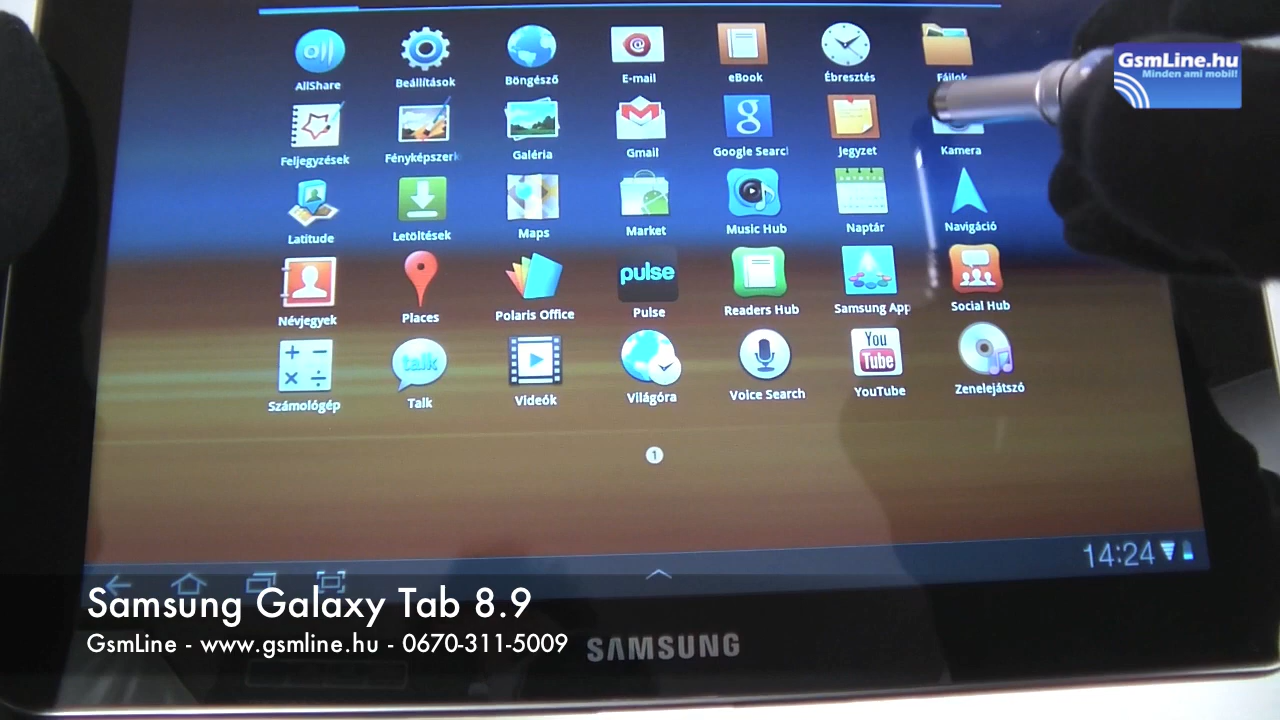 GsmLine.hu
Minden ami mobil!
AllShare Beállítások Böngésző E-mail eBook Ébresztés Fájlok
Feljegyzések Fényképszerk Galéria Gmail Google Searc Jegyzet Kamera
Latitude Letöltések Maps Market Music Hub Naptár Navigáció
pulse
Névjegyek Places Polaris Office Pulse Readers Hub Samsung App Social Hub
talk
You
Tube
Számológép Talk Videók Világóra Voice Search YouTube Zenelejátszó
1
14:24
Samsung Galaxy Tab 8.9
GsmLine - www.gsmline.hu - 0670-311-5009
SAMSUNG